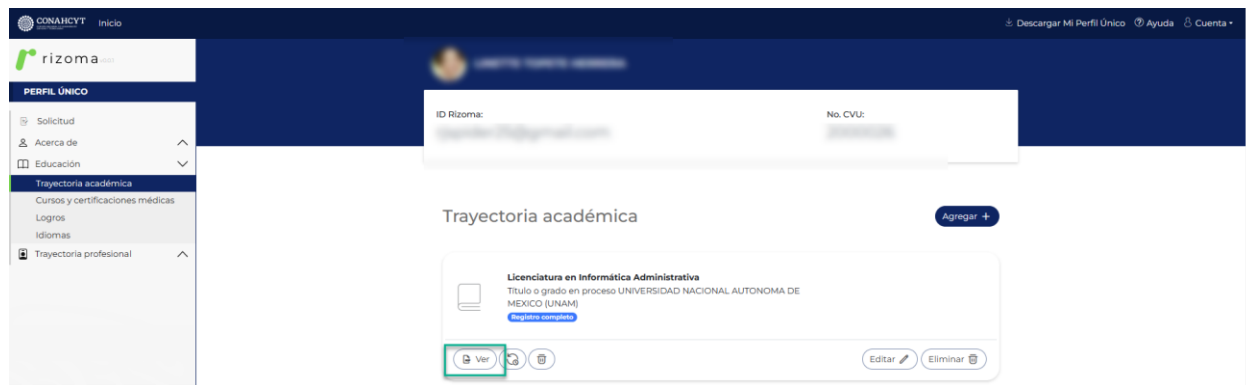 CONAHCYT Inicio
Descargar Mi Perfil Único Ayuda Cuenta
rizoma
PERFIL ÚNICO
Solicitud
Acerca de
Educación
Trayectoria académica
Cursos y certificaciones médicas
Logros
Idiomas
Trayectoria profesional
ID Rizoma:
No. CVU:
Trayectoria académica
Agregar +
Licenciatura en Informática Administrativa
Título o grado en proceso UNIVERSIDAD NACIONAL AUTONOMA DE
MEXICO (UNAM)
Registro completo
Ver
Editar
Eliminar